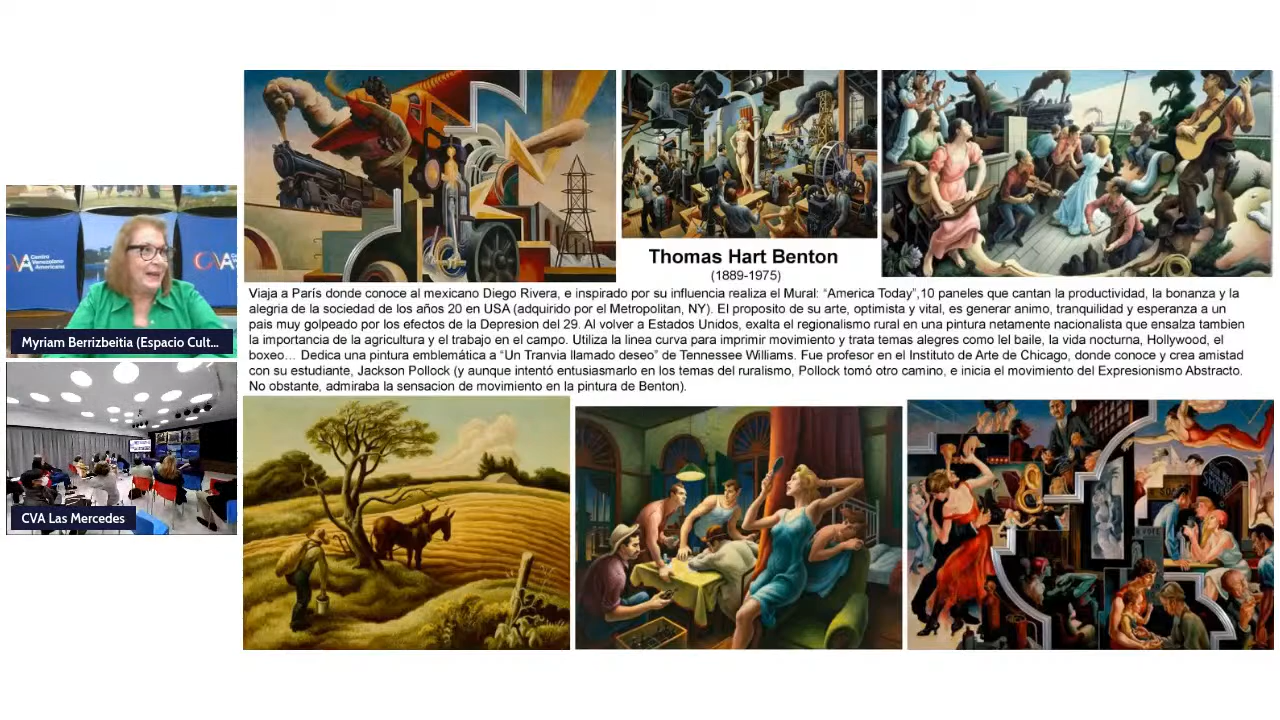 Thomas Hart Benton
(1889-1975)
Viaja a París donde conoce al mexicano Diego Rivera, e inspirado por su influencia realiza el Mural: “America Today”,10 paneles que cantan la productividad, la bonanza y la
alegria de la sociedad de los años 20 en USA (adquirido por el Metropolitan, NY). El proposito de su arte, optimista y vital, es generar animo, tranquilidad y esperanza a un
pais muy golpeado por los efectos de la Depresion del 29. Al volver a Estados Unidos, exalta el regionalismo rural en una pintura netamente nacionalista que ensalza tambien
la importancia de la agricultura y el trabajo en el campo. Utiliza la linea curva para imprimir movimiento y trata temas alegres como lel baile, la vida nocturna, Hollywood, el
boxeo… Dedica una pintura emblemática a “Un Tranvia llamado deseo” de Tennessee Williams. Fue profesor en el Instituto de Arte de Chicago, donde conoce y crea amistad
con su estudiante, Jackson Pollock (y aunque intentó entusiasmarlo en los temas del ruralismo, Pollock tomó otro camino, e inicia el movimiento del Expresionismo Abstracto.
No obstante, admiraba la sensacion de movimiento en la pintura de Benton).
VA Centro
Venezolano
Americano
CVA
Myriam Berrizbeitia (Espacio Cult...
CVA Las Mercedes